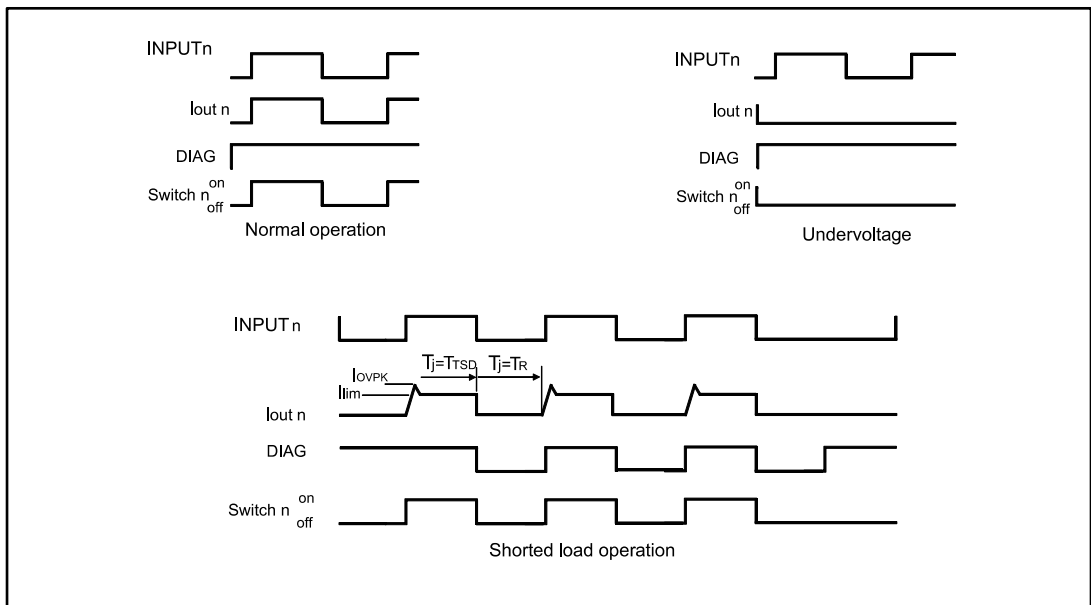 INPUTn
Iout n
DIAG
Switch n on off
Normal operation
INPUTn
Iout n
DIAG
Switch n on off
Undervoltage
INPUTn
Tj=TTSD Tj=TR
IOVPK
Ilim
Iout n
DIAG
Switch n on off
Shorted load operation